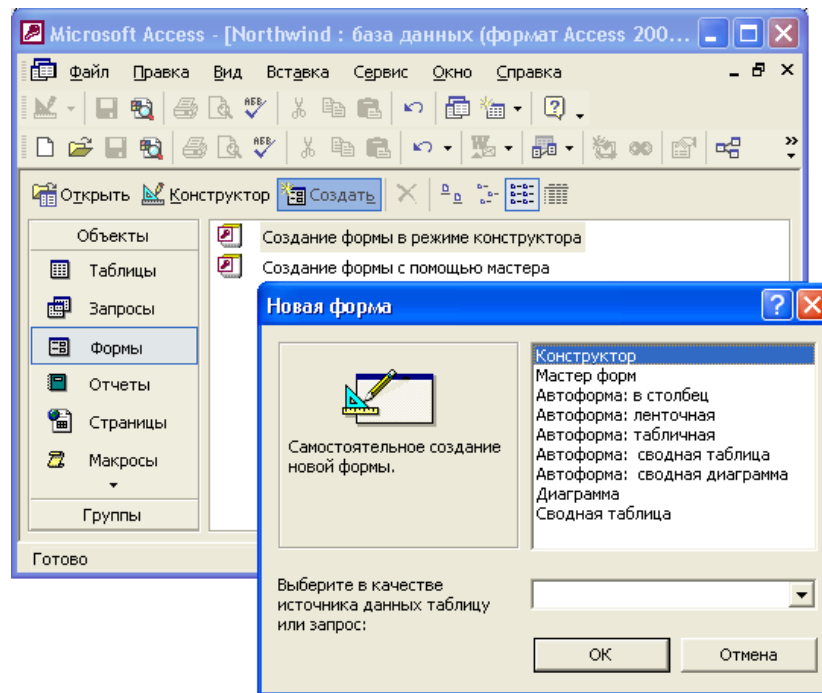 Microsoft Access - [Northwind : база данных (формат Access 200...
Файл Правка Вид Вставка Сервис Окно Справка
Открыть Конструктор Создать
Объекты
Таблицы
Запросы
Формы
Отчеты
Страницы
Макросы
Группы
Создание формы в режиме конструктора
Создание формы с помощью мастера
Готово
Новая форма
Самостоятельное создание
новой формы.
Конструктор
Мастер форм
Автоформа: в столбец
Автоформа: ленточная
Автоформа: табличная
Автоформа: сводная таблица
Автоформа: сводная диаграмма
Диаграмма
Сводная таблица
Выберите в качестве
источника данных таблицу
или запрос:
ОК Отмена